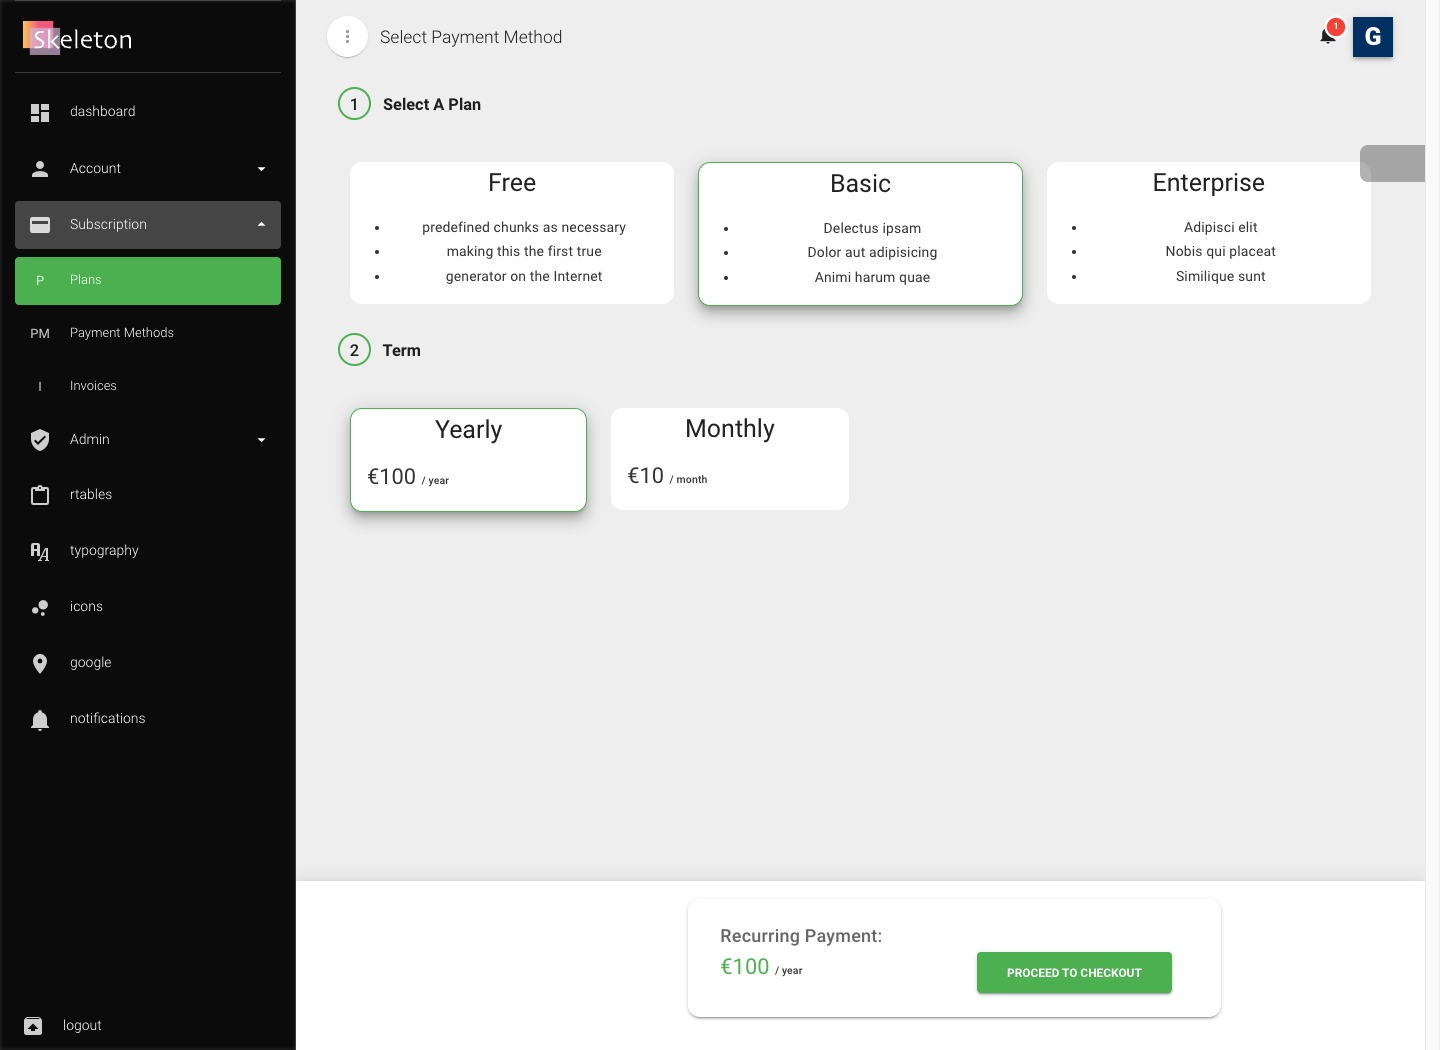 Skeleton
dashboard
Account
Subscription
P Plans
PM Payment Methods
I Invoices
Admin
rtables
typography
icons
google
notifications
logout
Select Payment Method
1
G
1 Select A Plan
Free
predefined chunks as necessary
making this the first true
generator on the Internet
Basic
Delectus ipsam
Dolor aut adipisicing
Animi harum quae
Enterprise
Adipisci elit
Nobis qui placeat
Similique sunt
2 Term
Yearly
€100 / year
Monthly
€10 / month
Recurring Payment:
€100 / year
PROCEED TO CHECKOUT